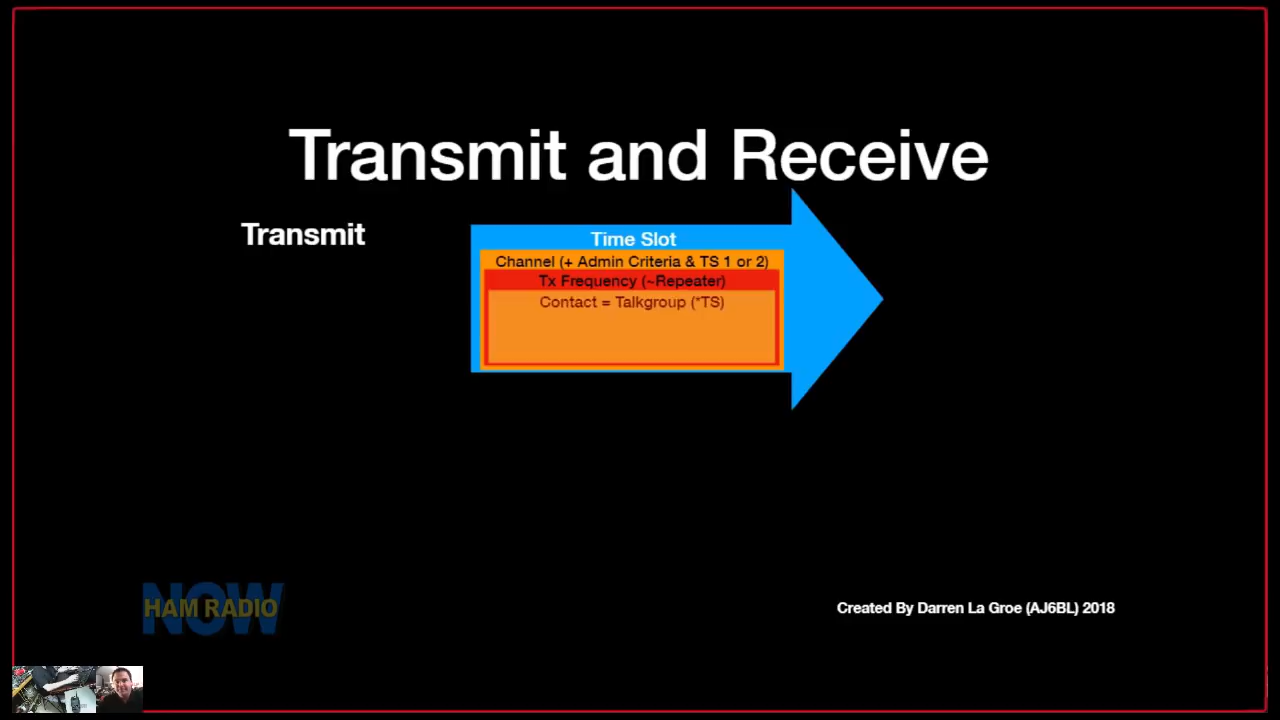 Transmit and Receive
Transmit
Time Slot
Channel (+ Admin Criteria & TS 1 or 2)
Tx Frequency (~Repeater)
Contact = Talkgroup (*TS)
NOW
HAM RADIO
Created By Darren La Groe (AJ6BL) 2018